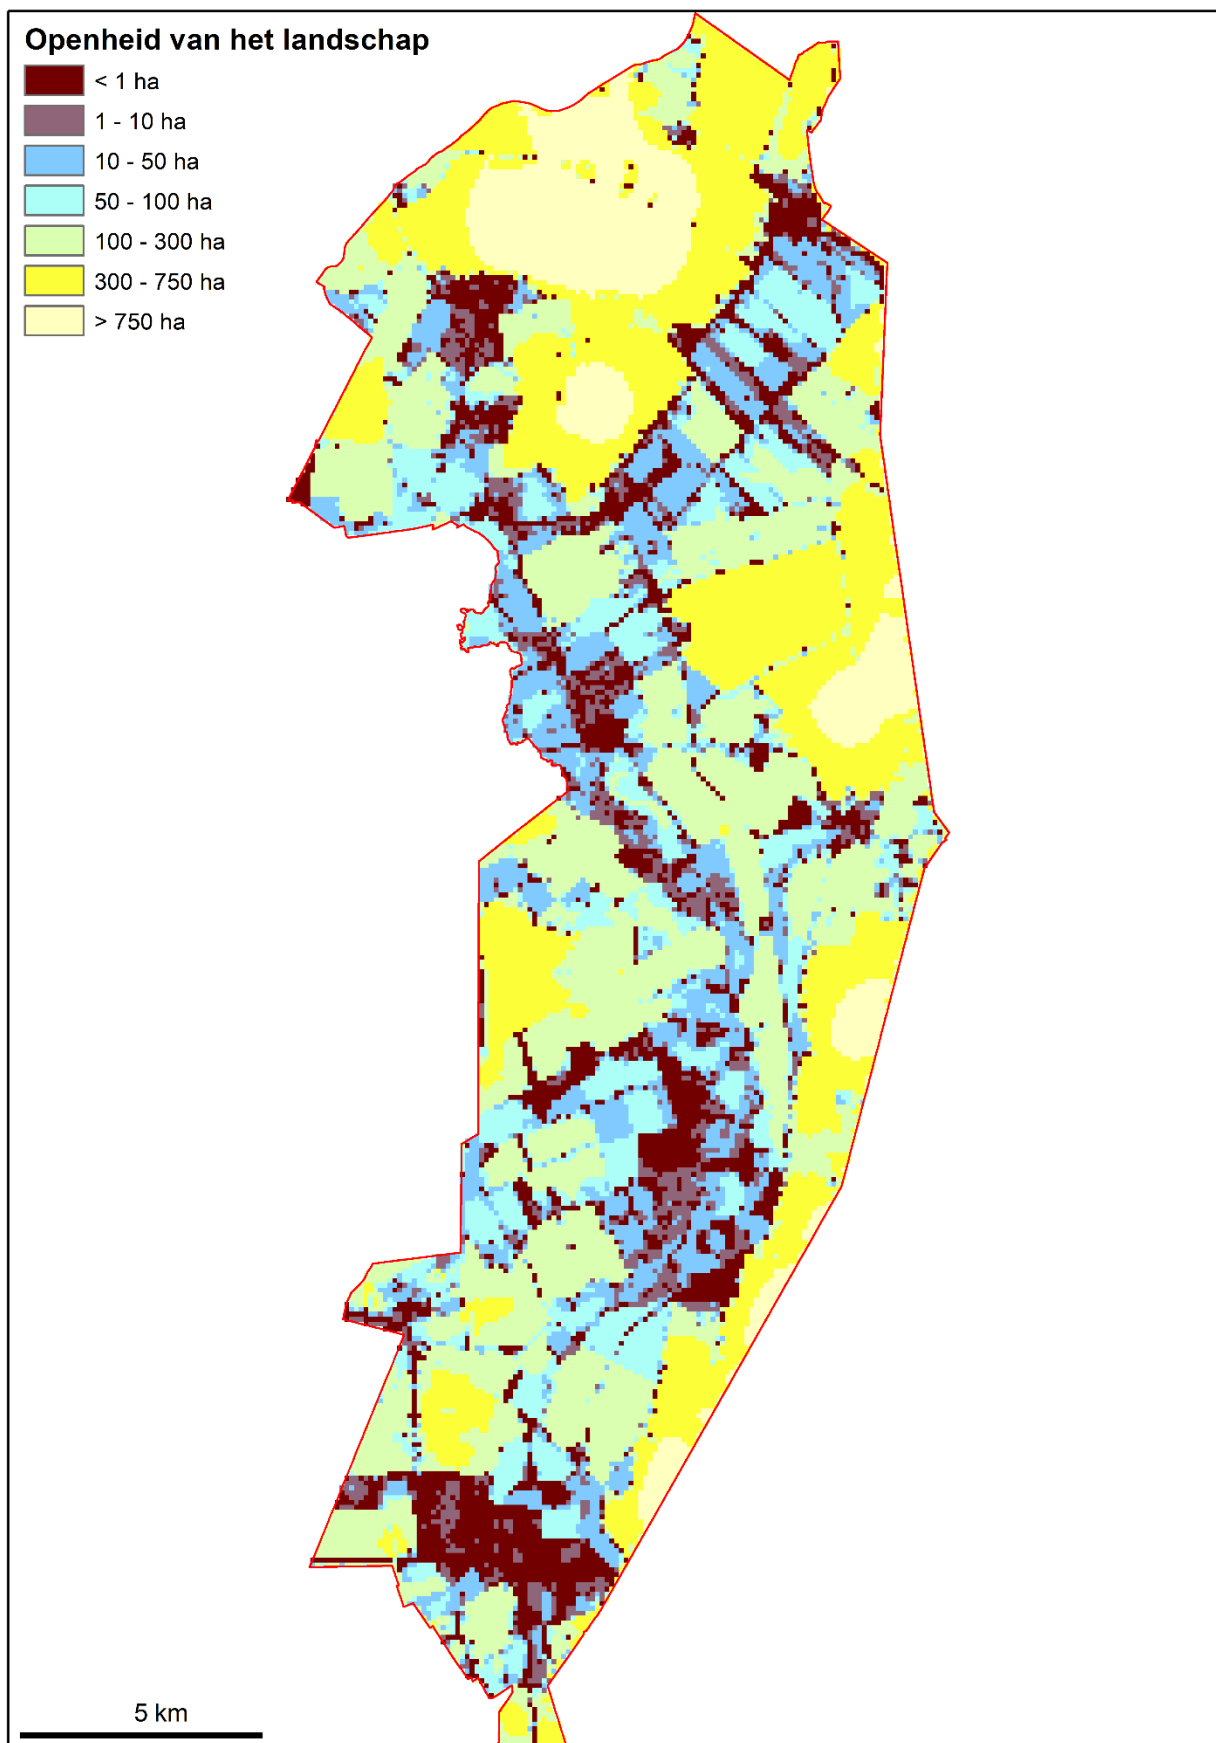 Openheid van het landschap
< 1 ha
1 - 10 ha
10 - 50 ha
50 - 100 ha
100 - 300 ha
300 - 750 ha
> 750 ha
5 km